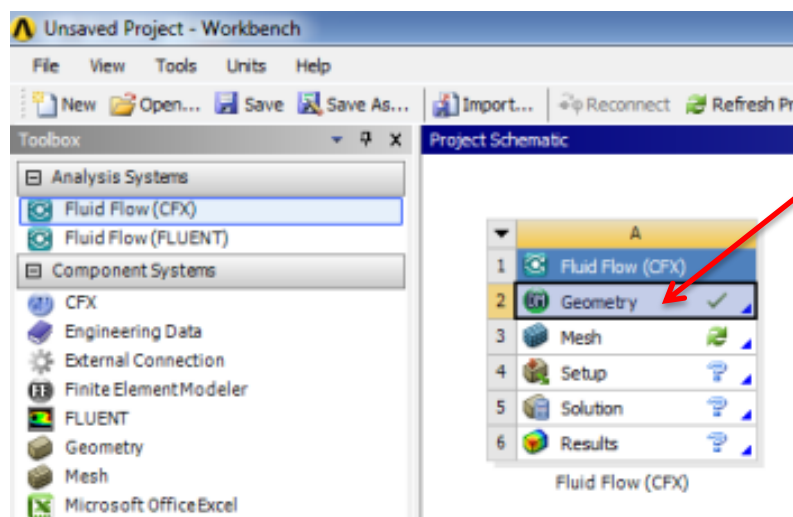 Unsaved Project - Workbench
File View Tools Units Help
New Open... Save Save As... Import... Reconnect Refresh Pr
Toolbox
Project Schematic
Analysis Systems
Fluid Flow (CFX)
Fluid Flow (FLUENT)
Component Systems
CFX
Engineering Data
External Connection
Finite Element Modeler
FLUENT
Geometry
Mesh
Microsoft Office Excel
A
1 Fluid Flow (CFX)
2 Geometry
3 Mesh
4 Setup
5 Solution
6 Results
Fluid Flow (CFX)